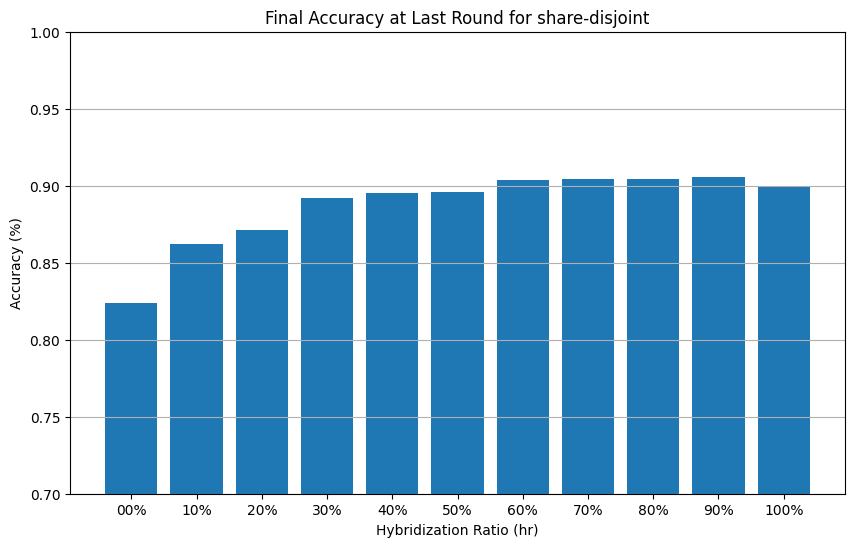 Final Accuracy at Last Round for share-disjoint
1.00
0.95
0.90
0.85
0.80
0.75
0.70
Accuracy (%)
00% 10% 20% 30% 40% 50% 60% 70% 80% 90% 100%
Hybridization Ratio (hr)